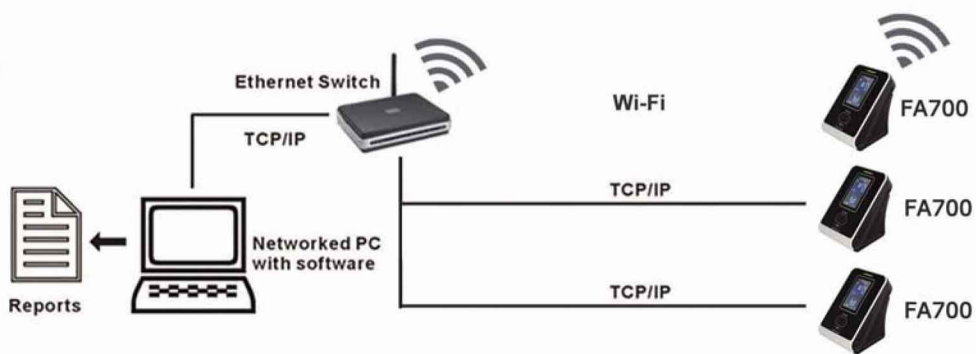 Ethernet Switch
Wi-Fi
FA700
TCP/IP
TCP/IP
FA700
Networked PC
with software
Reports
TCP/IP
FA700